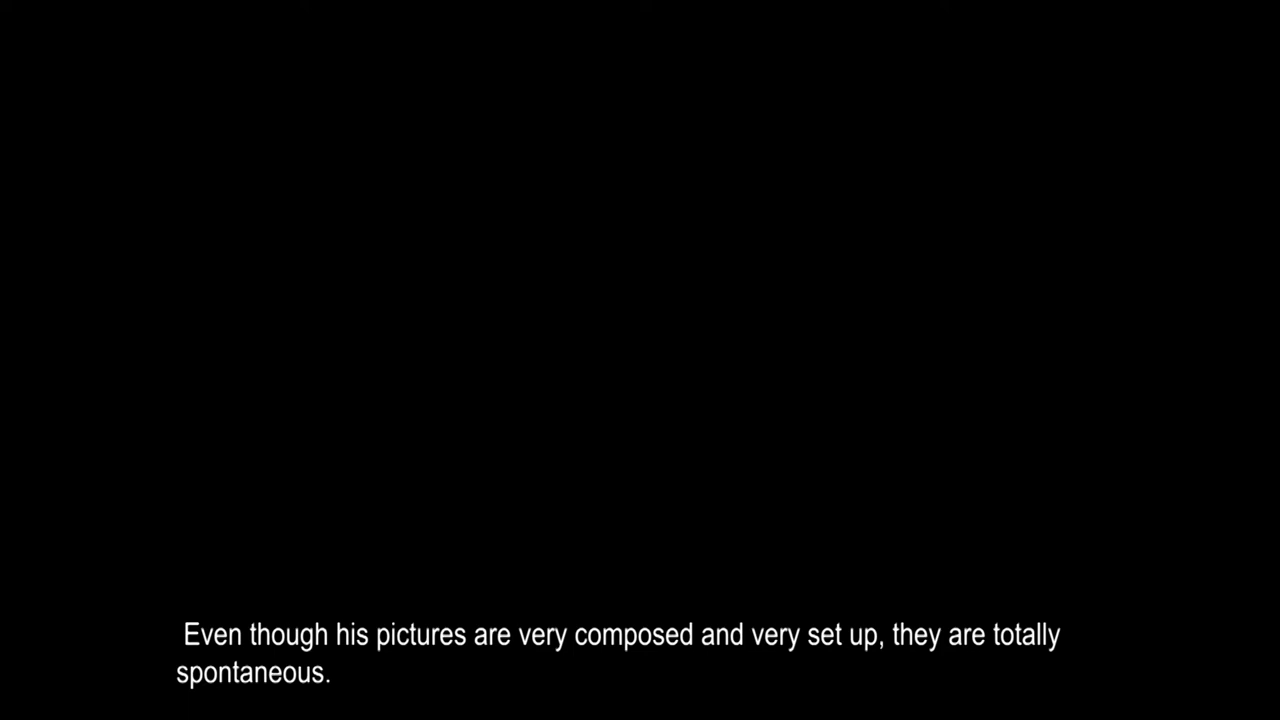 Even though his pictures are very composed and very set up, they are totally
spontaneous.